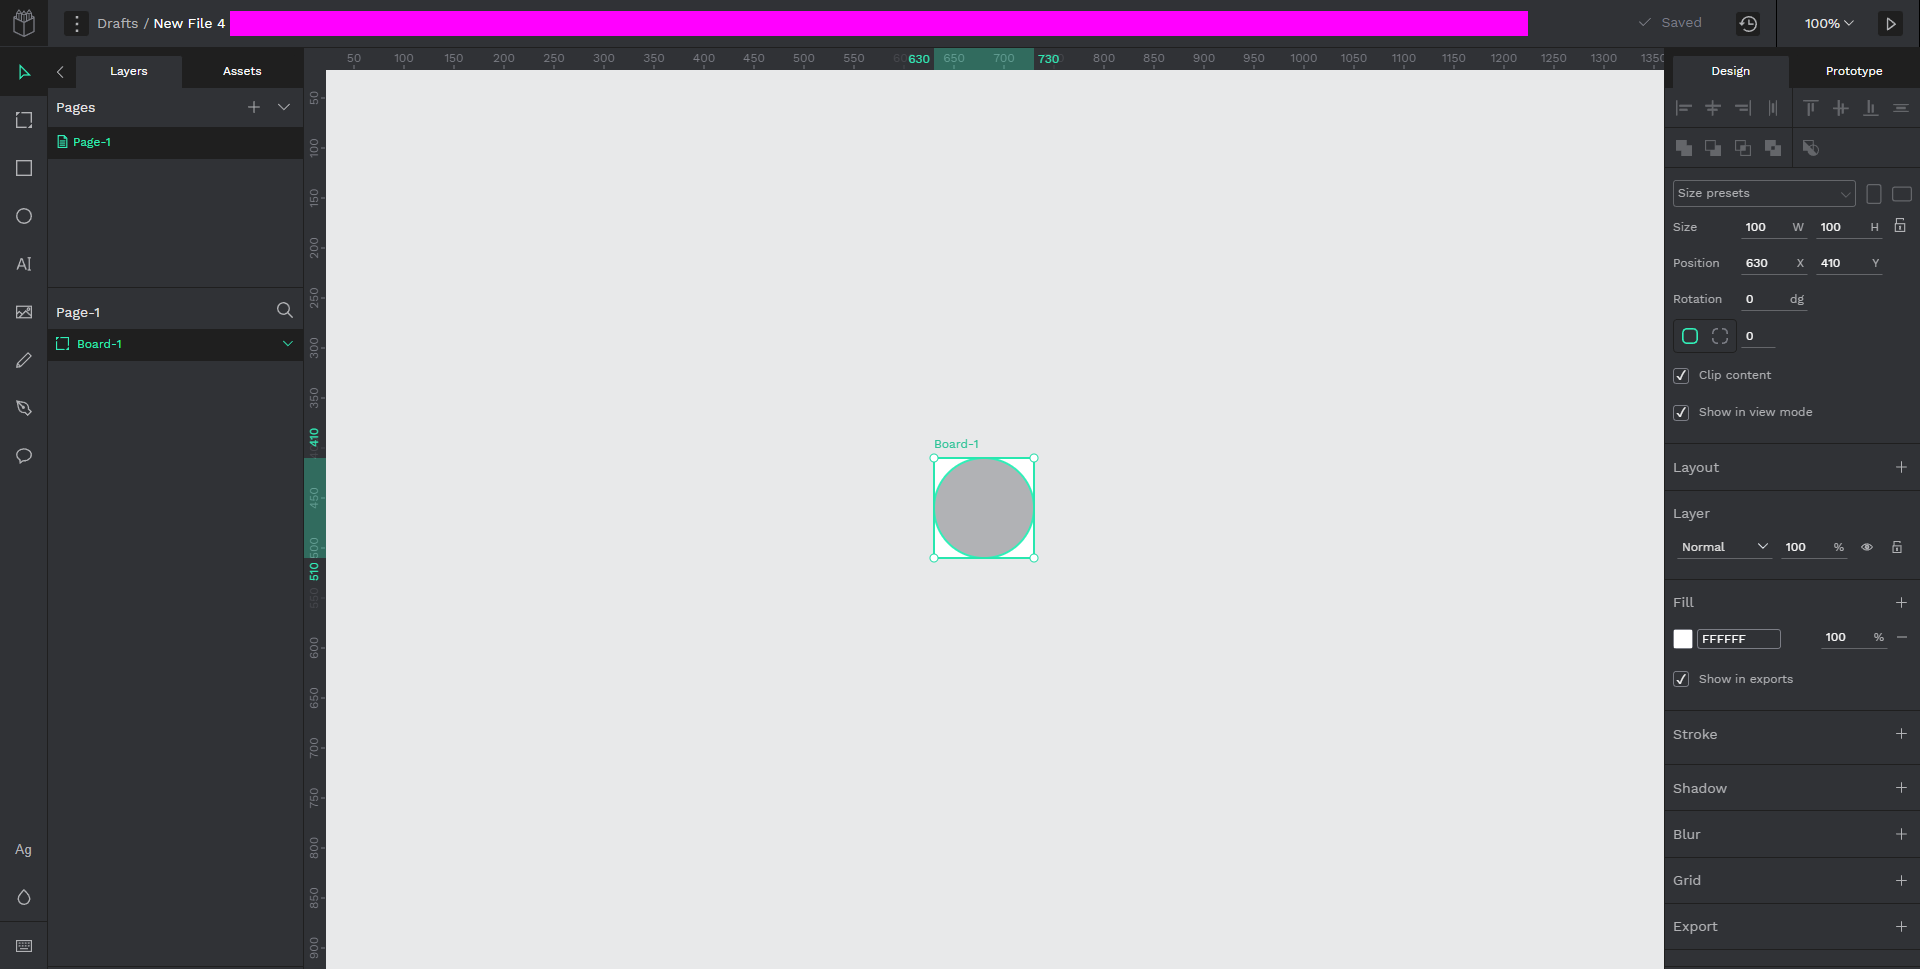 Drafts / New File 4
Saved
100%
Layers
Assets
Pages
Page-1
Page-1
Board-1
50 100 150 200 250 300 350 400 450 500 550 630 650 700 730 800 850 900 950 1000 1050 1100 1150 1200 1250 1300 1350
50
100
150
200
250
300
350
410
450
500
510
550
600
650
700
750
800
850
900
Board-1
AI
Ag
Design
Prototype
Size presets
Size 100 W 100 H
Position 630 X 410 Y
Rotation 0 dg
0
Clip content
Show in view mode
Layout
Layer
Normal 100 %
Fill
FFFFFF 100 %
Show in exports
Stroke
Shadow
Blur
Grid
Export